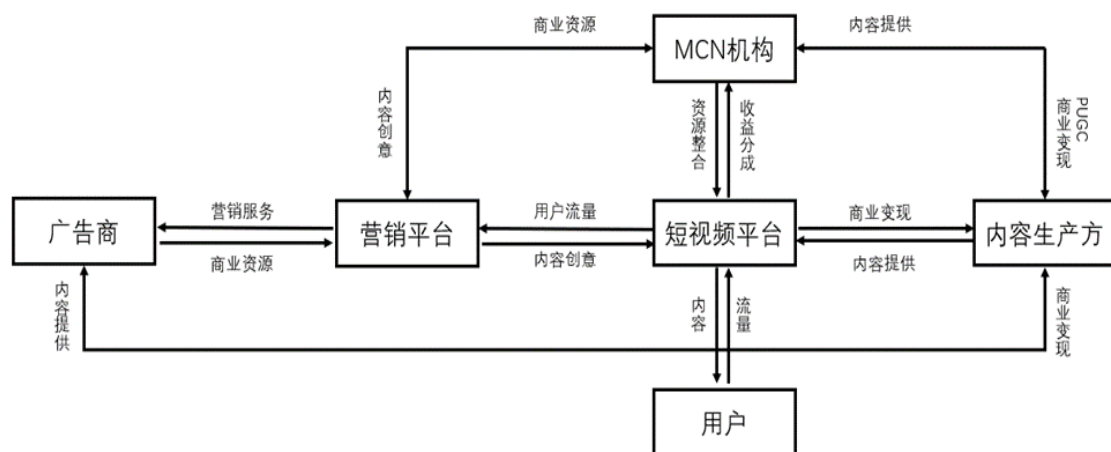 商业资源
MCN机构
内容提供
内容创意
资源整合
收益分成
PUGC
商业变现
广告商
营销服务
商业资源
营销平台
用户流量
内容创意
短视频平台
商业变现
内容提供
内容生产方
内容提供
内容
流量
商业变现
用户